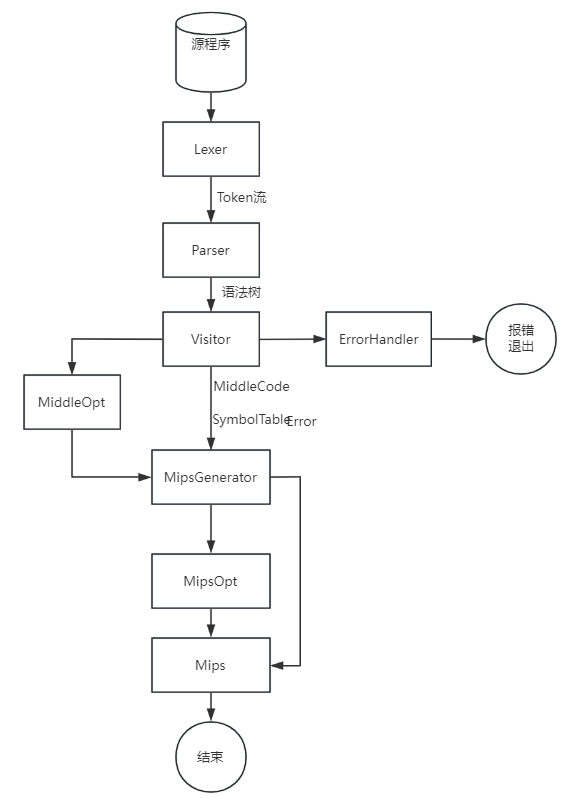 源程序
Lexer
Token流
Parser
语法树
Visitor
ErrorHandler
报错
退出
MiddleOpt
MiddleCode
SymbolTable
Error
MipsGenerator
MipsOpt
Mips
结束